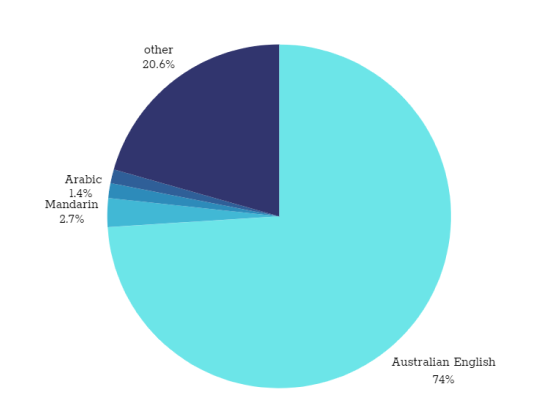 other
20.6%
Arabic
1.4%
Mandarin
2.7%
Australian English
74%